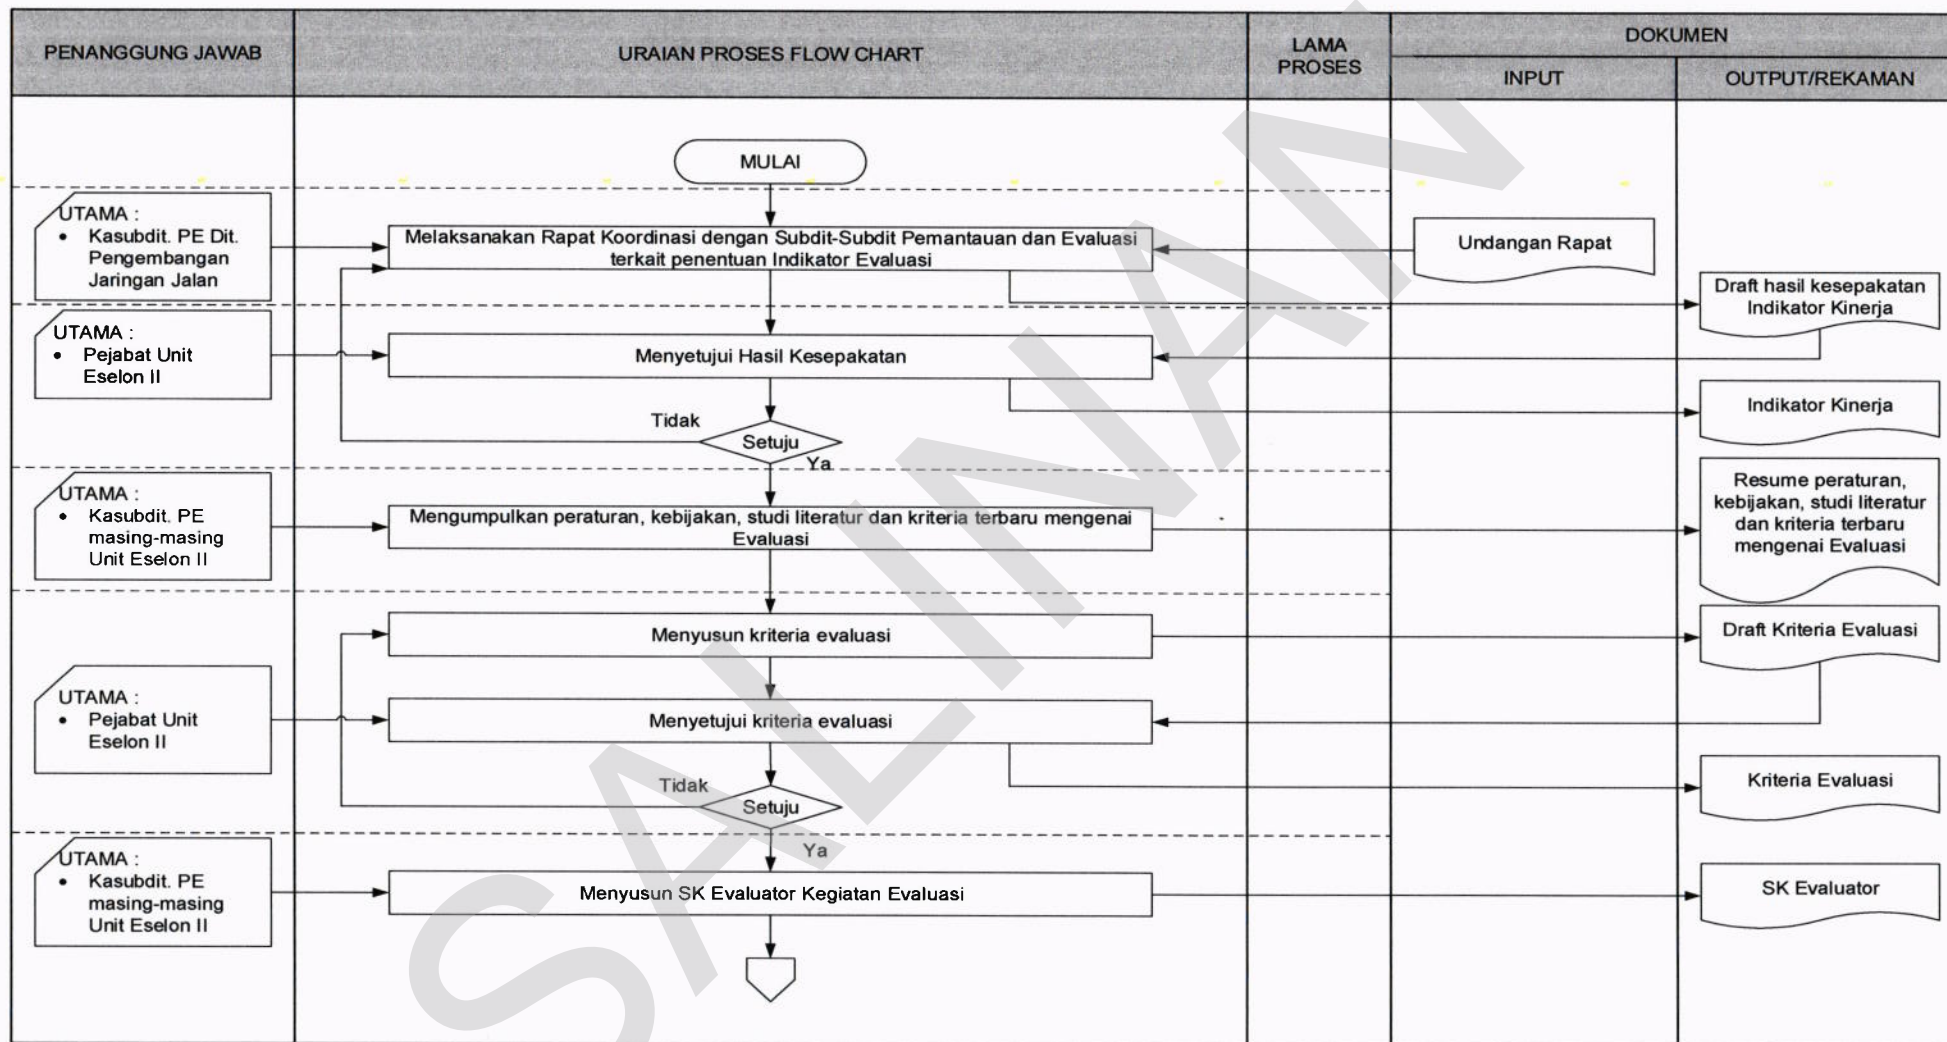 PENANGGUNG JAWAB
URAIAN PROSES FLOW CHART
LAMA
PROSES
DOKUMEN
INPUT
OUTPUT/REKAMAN
MULAI
UTAMA :
• Kasubdit. PE Dit.
Pengembangan
Jaringan Jalan
Melaksanakan Rapat Koordinasi dengan Subdit-Subdit Pemantauan dan Evaluasi
terkait penentuan Indikator Evaluasi
Undangan Rapat
Draft hasil kesepakatan
Indikator Kinerja
UTAMA :
• Pejabat Unit
Eselon II
Menyetujui Hasil Kesepakatan
Indikator Kinerja
Tidak
Setuju
Ya
UTAMA :
• Kasubdit. PE
masing-masing
Unit Eselon II
Mengumpulkan peraturan, kebijakan, studi literatur dan kriteria terbaru mengenai
Evaluasi
Resume peraturan,
kebijakan, studi literatur
dan kriteria terbaru
mengenai Evaluasi
Menyusun kriteria evaluasi
Draft Kriteria Evaluasi
UTAMA :
• Pejabat Unit
Eselon II
Menyetujui kriteria evaluasi
Kriteria Evaluasi
Tidak
Setuju
Ya
UTAMA :
• Kasubdit. PE
masing-masing
Unit Eselon II
Menyusun SK Evaluator Kegiatan Evaluasi
SK Evaluator
SALINAN